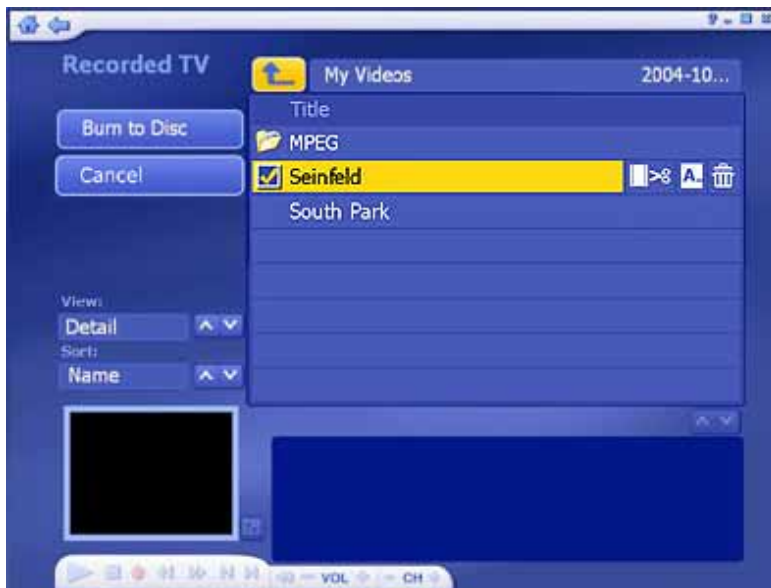 Recorded TV
My Videos 2004-10...
Burn to Disc
Cancel
Title
MPEG
Seinfeld
A..
South Park
View:
Detail
Sort:
Name
VOL
CH